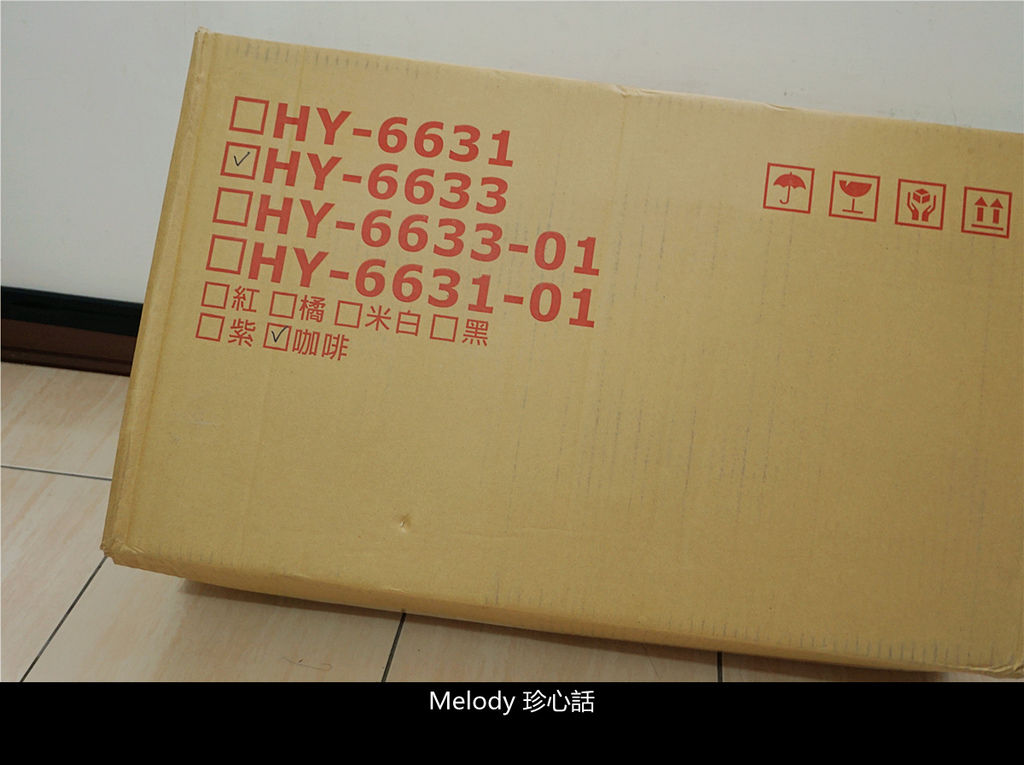 ☐HY-6631
☑HY-6633
☐HY-6633-01
☐HY-6631-01
☐紅 ☐橘 ☐米白 ☐黑
☐紫 ☑咖啡
Melody 珍心話